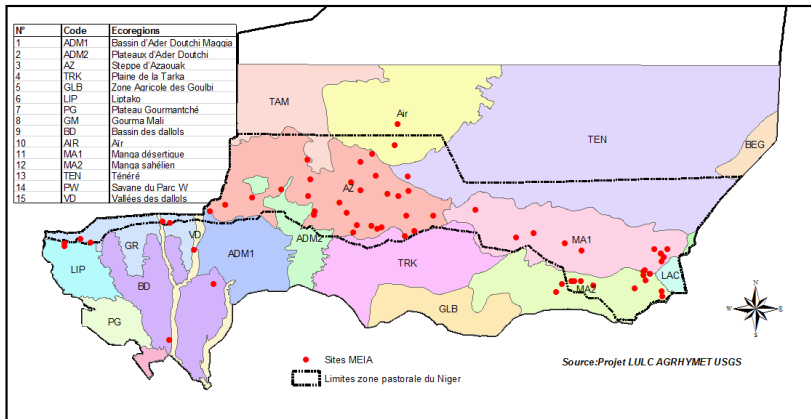 N° Code Ecoregions
1 ADM1 Bassin d'Ader Doutchi Maggia
2 ADM2 Plateaux d'Ader Doutchi
3 AZ Steppe d'Azaouak
4 TRK Plaine de la Tarka
5 GLB Zone Agricole des Goulbi
6 LIP Liptako
7 PG Plateau Gourmantché
8 GM Gourma Mali
9 BD Bassin des dallols
10 AIR Aïr
11 MA1 Manga désertique
12 MA2 Manga sahélien
13 TEN Ténéré
14 PW Savane du Parc W
15 VD Vallées des dallols
TAM
Air
TEN
BEG
AZ
VD
GR
ADM2
MA1
ADM1
LIP
TRK
LAC
BD
MA2
GLB
PG
N
W E
S
Sites MEIA
Limites zone pastorale du Niger
Source:Projet LULC AGRHYMET USGS